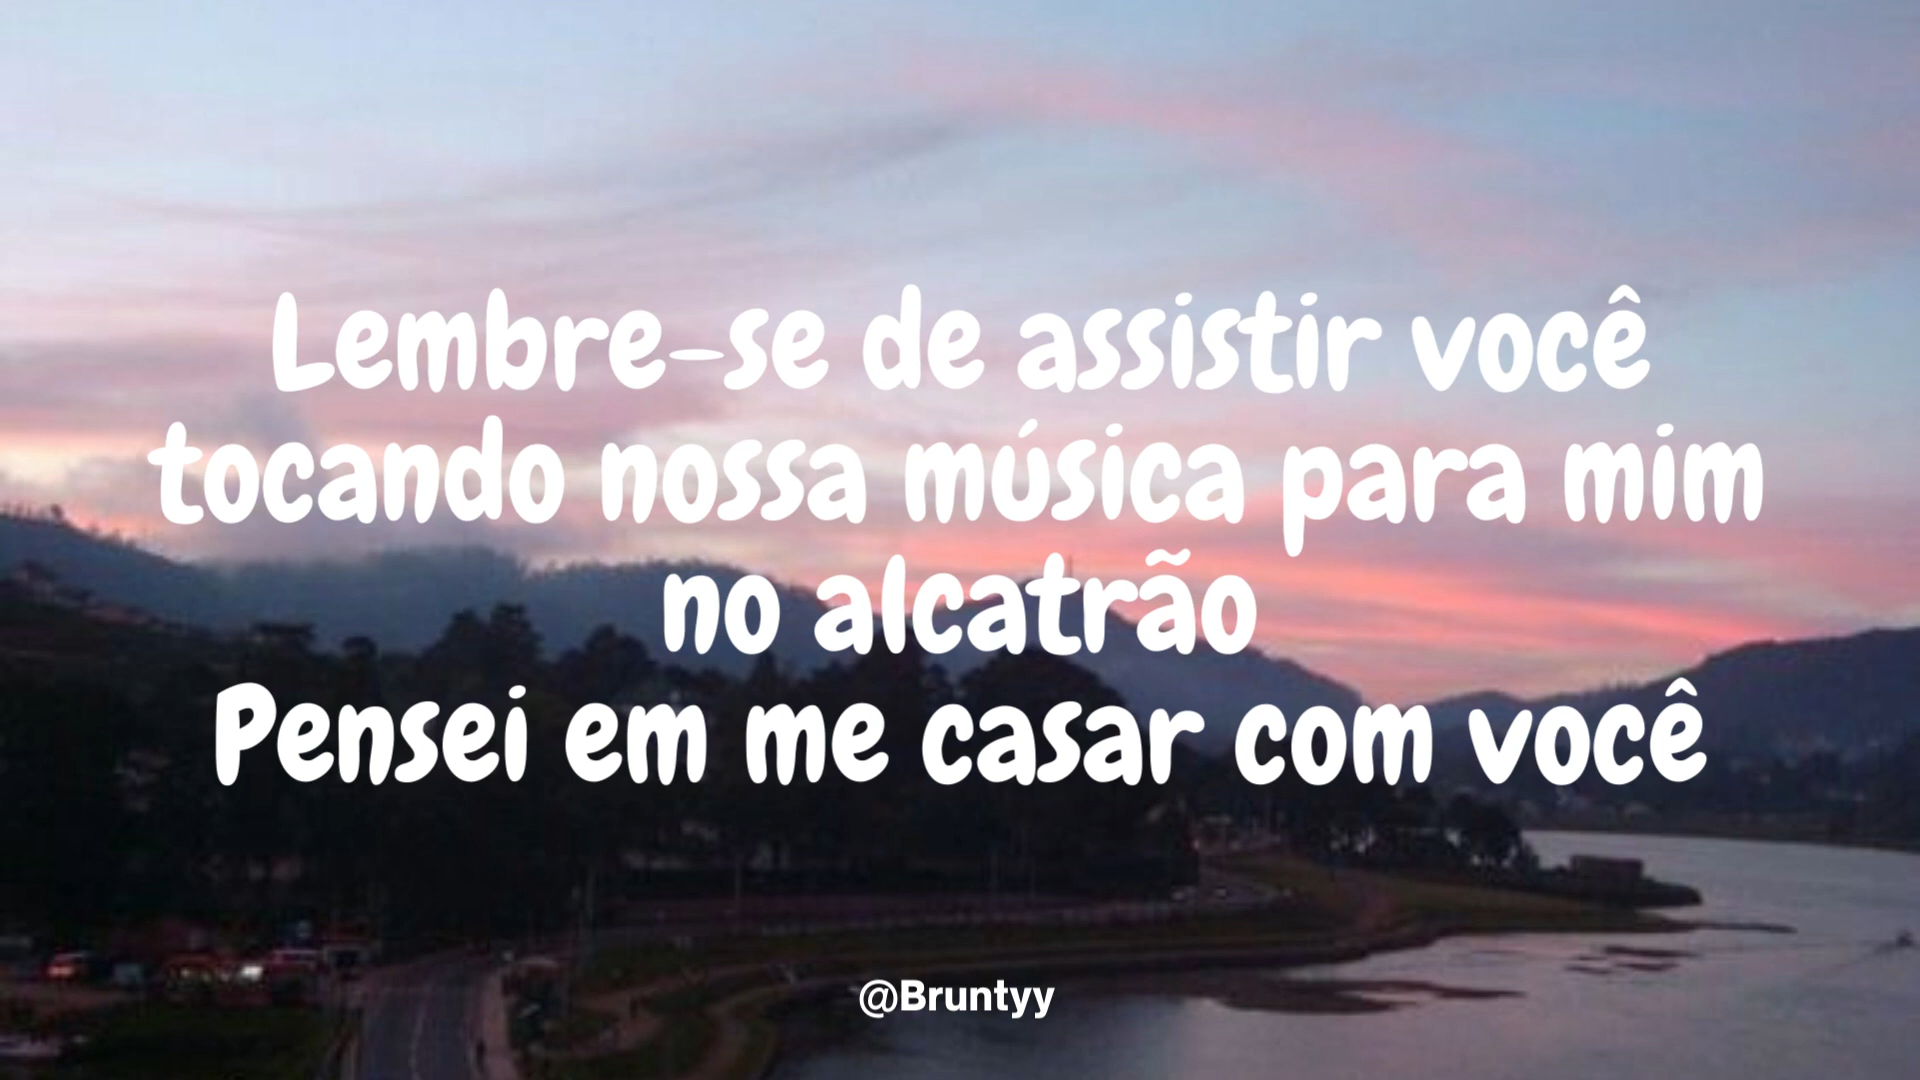 Lembre-se de assistir você
tocando nossa música para mim
no alcatrão
Pensei em me casar com você
@Bruntyy